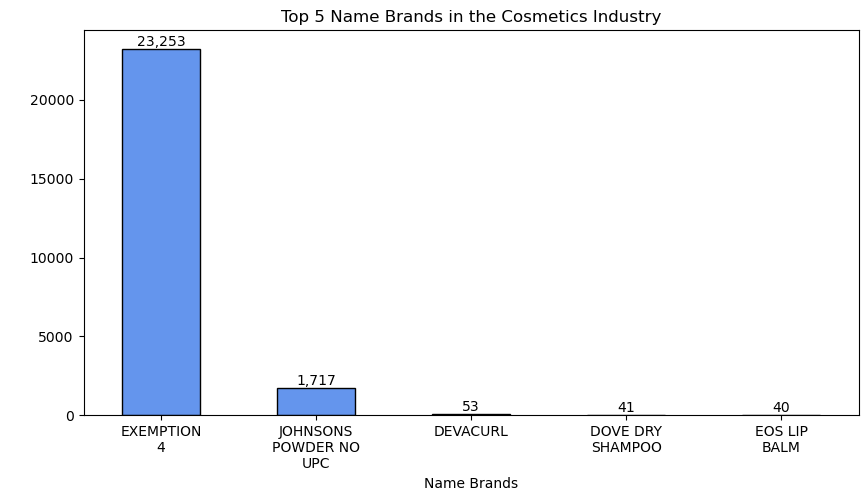 Top 5 Name Brands in the Cosmetics Industry
23,253
20000
15000
10000
5000
0
1,717
53
41
40
EXEMPTION
4
JOHNSONS
POWDER NO
UPC
DEVACURL
DOVE DRY
SHAMPOO
EOS LIP
BALM
Name Brands